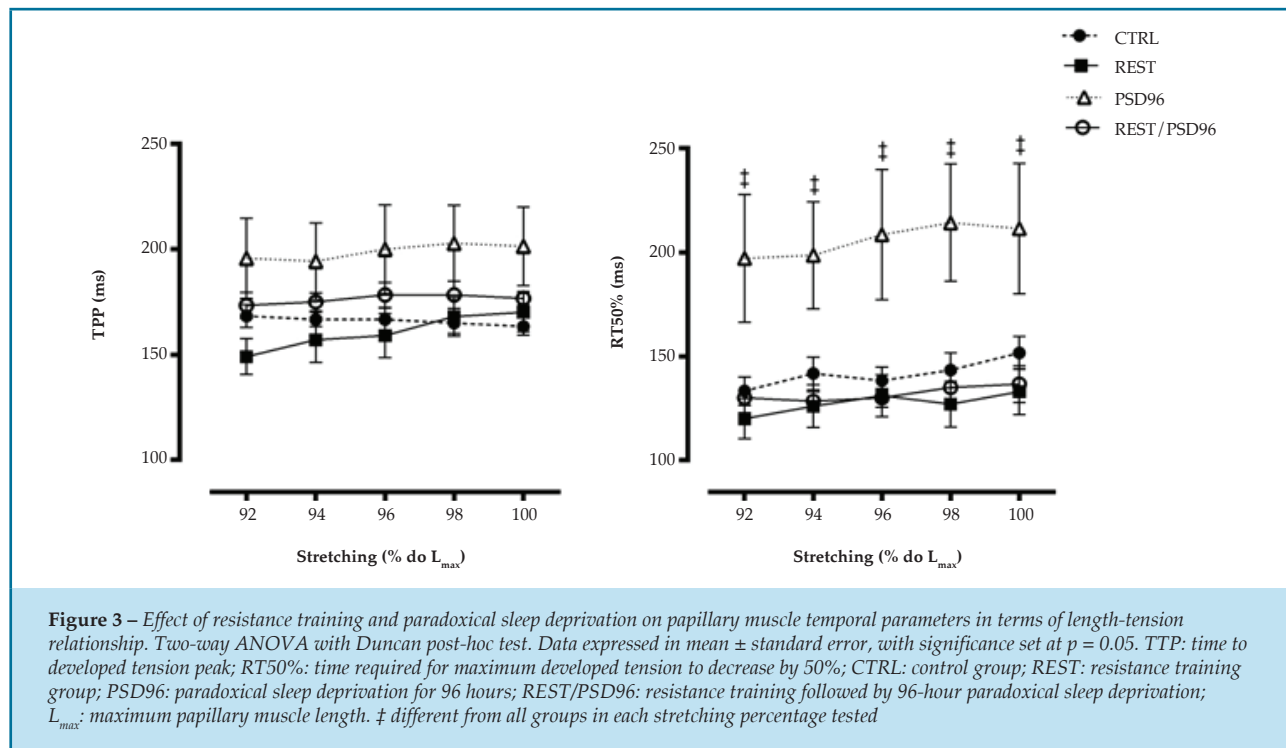 CTRL
REST
PSD96
REST/PSD96
250
200
150
100
TPP (ms)
92 94 96 98 100
Stretching (% do Lmax)
250
200
150
100
RT50% (ms)
‡ ‡ ‡ ‡ ‡
92 94 96 98 100
Stretching (% do Lmax)
Figure 3 – Effect of resistance training and paradoxical sleep deprivation on papillary muscle temporal parameters in terms of length-tension
relationship. Two-way ANOVA with Duncan post-hoc test. Data expressed in mean ± standard error, with significance set at p = 0.05. TTP: time to
developed tension peak; RT50%: time required for maximum developed tension to decrease by 50%; CTRL: control group; REST: resistance training
group; PSD96: paradoxical sleep deprivation for 96 hours; REST/PSD96: resistance training followed by 96-hour paradoxical sleep deprivation;
Lmax: maximum papillary muscle length. ‡ different from all groups in each stretching percentage tested